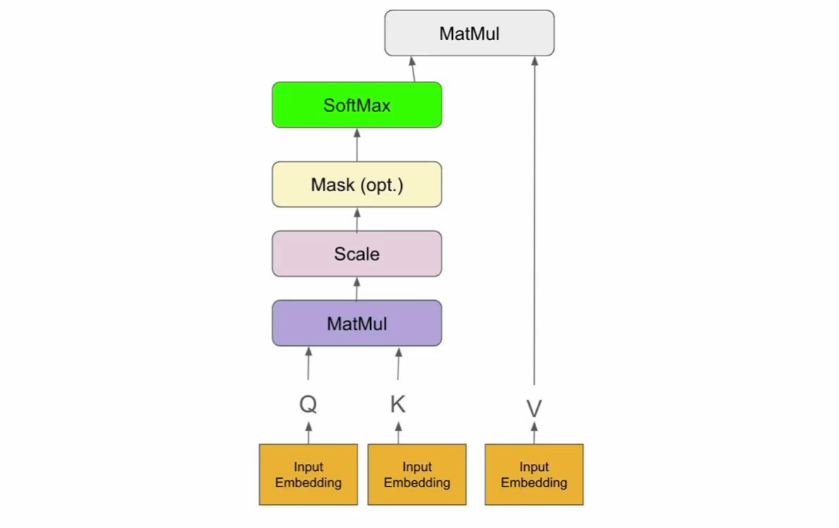 MatMul
SoftMax
Mask (opt.)
Scale
MatMul
Q
K
V
Input
Embedding
Input
Embedding
Input
Embedding